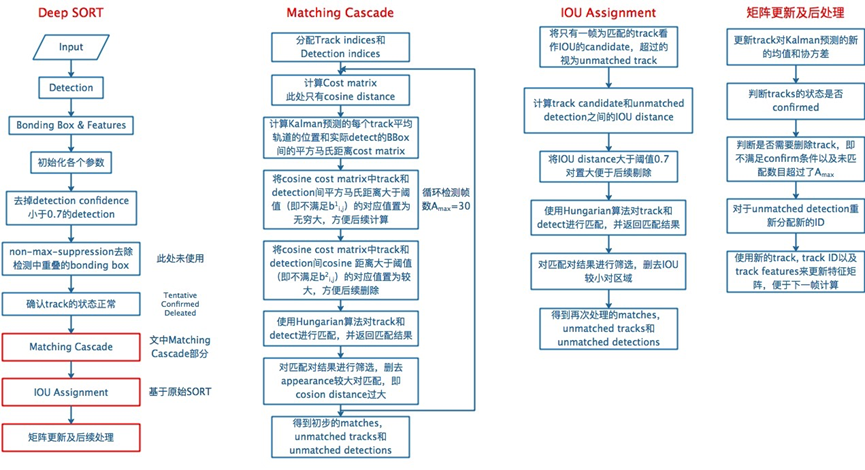 Deep SORT
Input
Detection
Bonding Box & Features
初始化各个参数
去掉detection confidence
小于0.7的detection
non-max-suppression去除
检测中重叠的bonding box
此处未使用
确认track的状态正常
Tentative
Confirmed
Deleated
Matching Cascade
文中Matching
Cascade部分
IOU Assignment
基于原始SORT
矩阵更新及后续处理
Matching Cascade
分配Track indices和
Detection indices
计算Cost matrix
此处只有cosine distance
计算Kalman预测的每个track平均
轨道的位置和实际detect的BBox
间的平方马氏距离cost matrix
将cosine cost matrix中track和
detection间平方马氏距离大于阈
值（即不满足b¹i,j）的对应值置为
无穷大，方便后续计算
循环检测帧
数Amax=30
将cosine cost matrix中track和
detection间cosine 距离大于阈值
（即不满足b²i,j）的对应值置为较
大，方便后续删除
使用Hungarian算法对track和
detect进行匹配，并返回匹配结果
对匹配对结果进行筛选，删去
appearance较大对匹配，即
cosion distance过大
得到初步的matches,
unmatched tracks和
unmatched detections
IOU Assignment
将只有一帧为匹配的track看
作IOU的candidate，超过的
视为unmatched track
计算track candidate和unmatched
detection之间的IOU distance
将IOU distance大于阈值0.7
对置大便于后续剔除
使用Hungarian算法对track和
detect进行匹配，并返回匹配结果
对匹配对结果进行筛选，删去IOU
较小对区域
得到再次处理的matches,
unmatched tracks和
unmatched detections
矩阵更新及后处理
更新track对Kalman预测的新
的均值和协方差
判断tracks的状态是否
confirmed
判断是否需要删除track，即
不满足confirm条件以及未匹
配数目超过了Amax
对于unmatched detection重
新分配新的ID
使用新的track, track ID以及
track features来更新特征矩
阵，便于下一帧计算